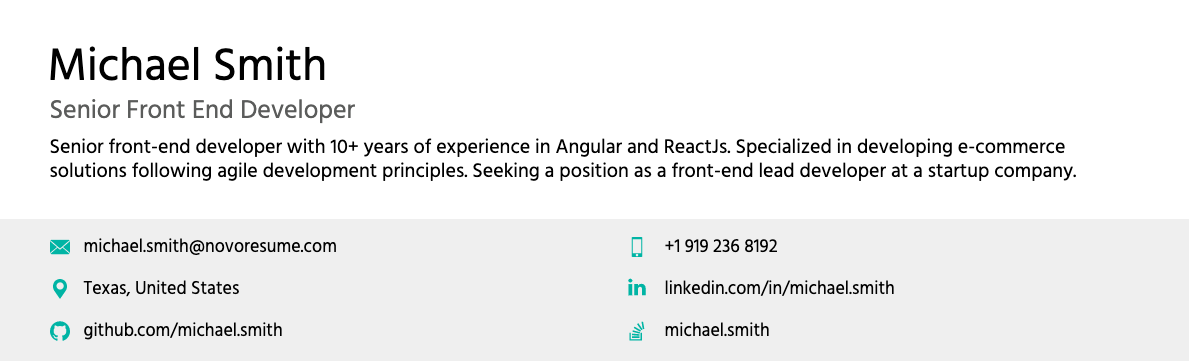 Michael Smith
Senior Front End Developer
Senior front-end developer with 10+ years of experience in Angular and ReactJs. Specialized in developing e-commerce
solutions following agile development principles. Seeking a position as a front-end lead developer at a startup company.
michael.smith@novoresume.com
+1 919 236 8192
Texas, United States
linkedin.com/in/michael.smith
github.com/michael.smith
michael.smith